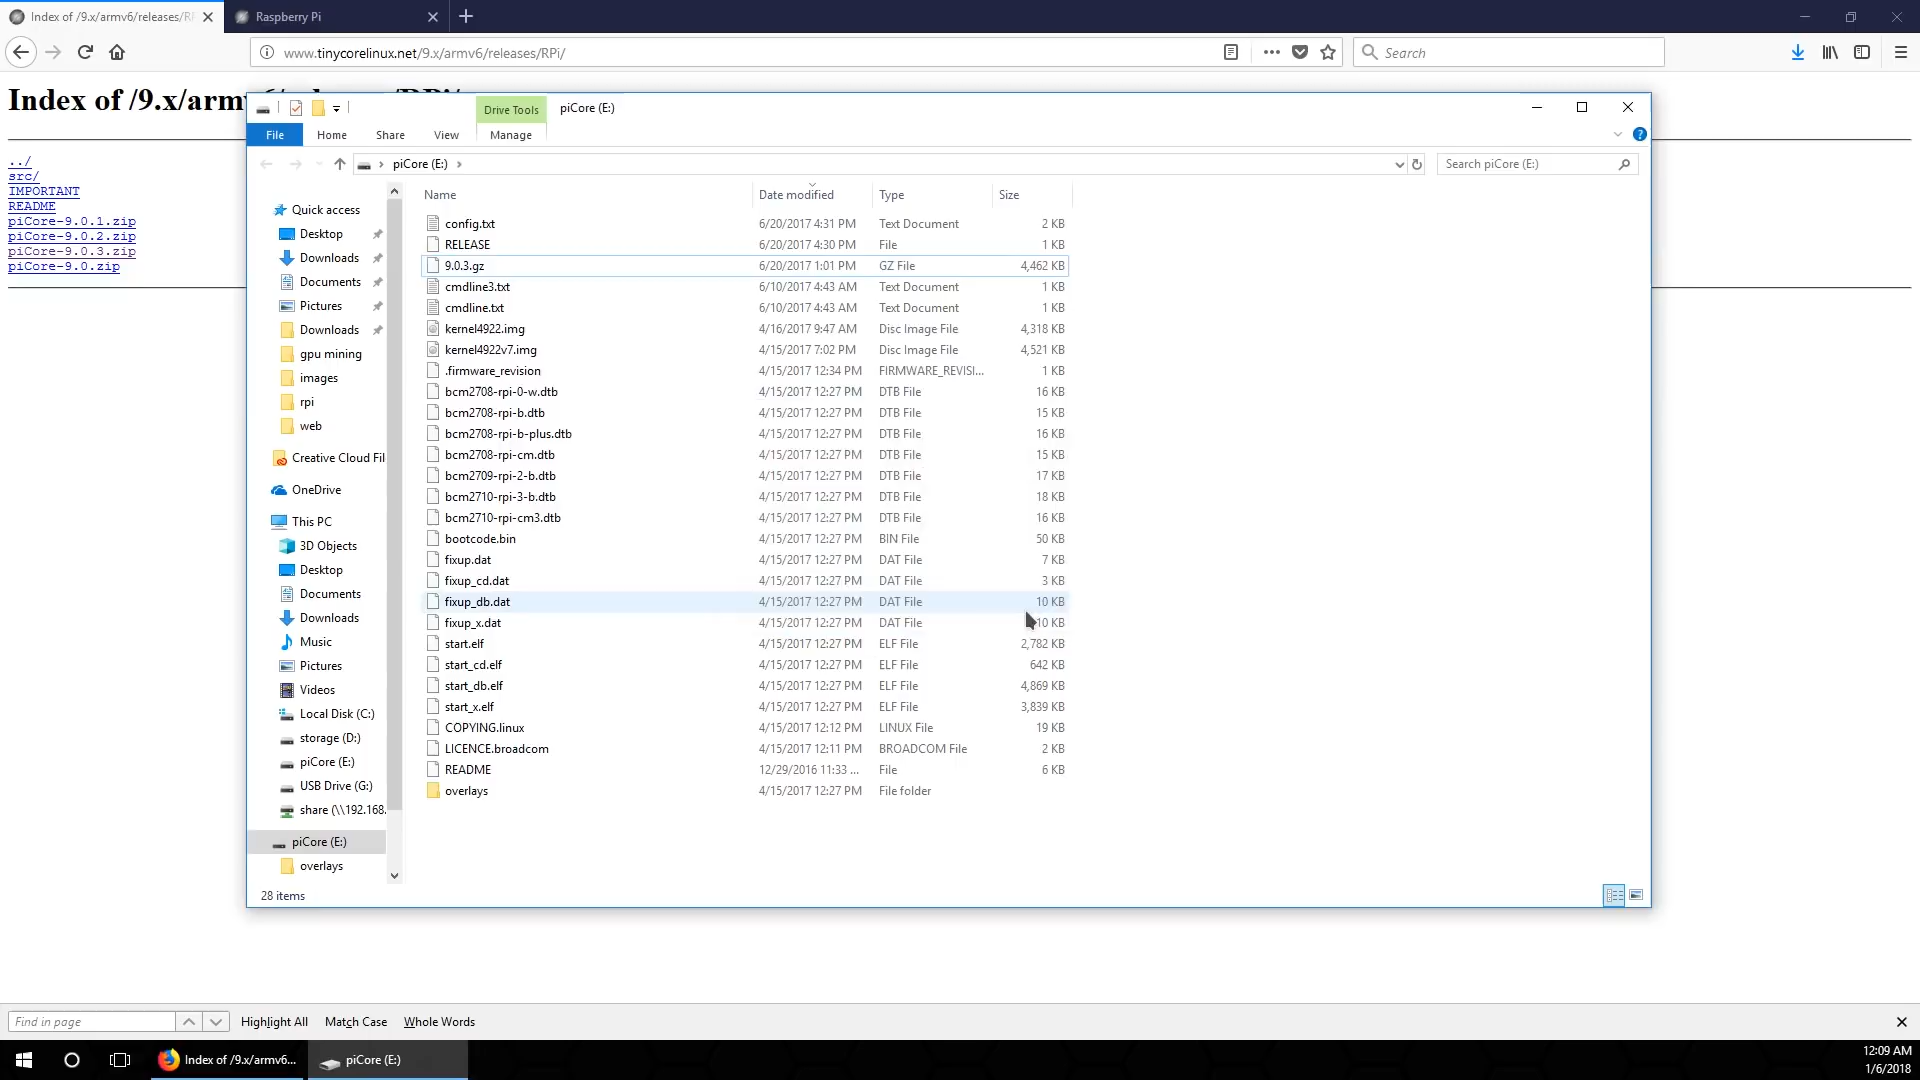 Index of /9.x/armv6/releases/RP
Raspberry Pi
www.tinycorelinux.net/9.x/armv6/releases/RPi/
Search
Index of /9.x/arm
../
src/
IMPORTANT
README
piCore-9.0.1.zip
piCore-9.0.2.zip
piCore-9.0.3.zip
piCore-9.0.zip
Drive Tools
piCore (E:)
File
Home
Share
View
Manage
piCore (E:)
Search piCore (E:)
Quick access
Desktop
Downloads
Documents
Pictures
Downloads
gpu mining
images
rpi
web
Creative Cloud Fil
OneDrive
This PC
3D Objects
Desktop
Documents
Downloads
Music
Pictures
Videos
Local Disk (C:)
storage (D:)
piCore (E:)
USB Drive (G:)
share (\\192.168.
piCore (E:)
overlays
Name Date modified Type Size
config.txt 6/20/2017 4:31 PM Text Document 2 KB
RELEASE 6/20/2017 4:30 PM File 1 KB
9.0.3.gz 6/20/2017 1:01 PM GZ File 4,462 KB
cmdline3.txt 6/10/2017 4:43 AM Text Document 1 KB
cmdline.txt 6/10/2017 4:43 AM Text Document 1 KB
kernel4922.img 4/16/2017 9:47 AM Disc Image File 4,318 KB
kernel4922v7.img 4/15/2017 7:02 PM Disc Image File 4,521 KB
.firmware_revision 4/15/2017 12:34 PM FIRMWARE_REVISI... 1 KB
bcm2708-rpi-0-w.dtb 4/15/2017 12:27 PM DTB File 16 KB
bcm2708-rpi-b.dtb 4/15/2017 12:27 PM DTB File 15 KB
bcm2708-rpi-b-plus.dtb 4/15/2017 12:27 PM DTB File 16 KB
bcm2708-rpi-cm.dtb 4/15/2017 12:27 PM DTB File 15 KB
bcm2709-rpi-2-b.dtb 4/15/2017 12:27 PM DTB File 17 KB
bcm2710-rpi-3-b.dtb 4/15/2017 12:27 PM DTB File 18 KB
bcm2710-rpi-cm3.dtb 4/15/2017 12:27 PM DTB File 16 KB
bootcode.bin 4/15/2017 12:27 PM BIN File 50 KB
fixup.dat 4/15/2017 12:27 PM DAT File 7 KB
fixup_cd.dat 4/15/2017 12:27 PM DAT File 3 KB
fixup_db.dat 4/15/2017 12:27 PM DAT File 10 KB
fixup_x.dat 4/15/2017 12:27 PM DAT File 10 KB
start.elf 4/15/2017 12:27 PM ELF File 2,782 KB
start_cd.elf 4/15/2017 12:27 PM ELF File 642 KB
start_db.elf 4/15/2017 12:27 PM ELF File 4,869 KB
start_x.elf 4/15/2017 12:27 PM ELF File 3,839 KB
COPYING.linux 4/15/2017 12:12 PM LINUX File 19 KB
LICENCE.broadcom 4/15/2017 12:11 PM BROADCOM File 2 KB
README 12/29/2016 11:33 ... File 6 KB
overlays 4/15/2017 12:27 PM File folder
28 items
Find in page
Highlight All
Match Case
Whole Words
Index of /9.x/armv6...
piCore (E:)
12:09 AM
1/6/2018